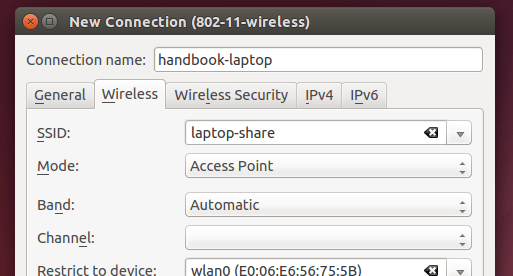 New Connection (802-11-wireless)
Connection name: handbook-laptop
General Wireless Wireless Security IPv4 IPv6
SSID: laptop-share
Mode: Access Point
Band: Automatic
Channel:
Restrict to device: wlan0 (E0:06:E6:56:75:5B)